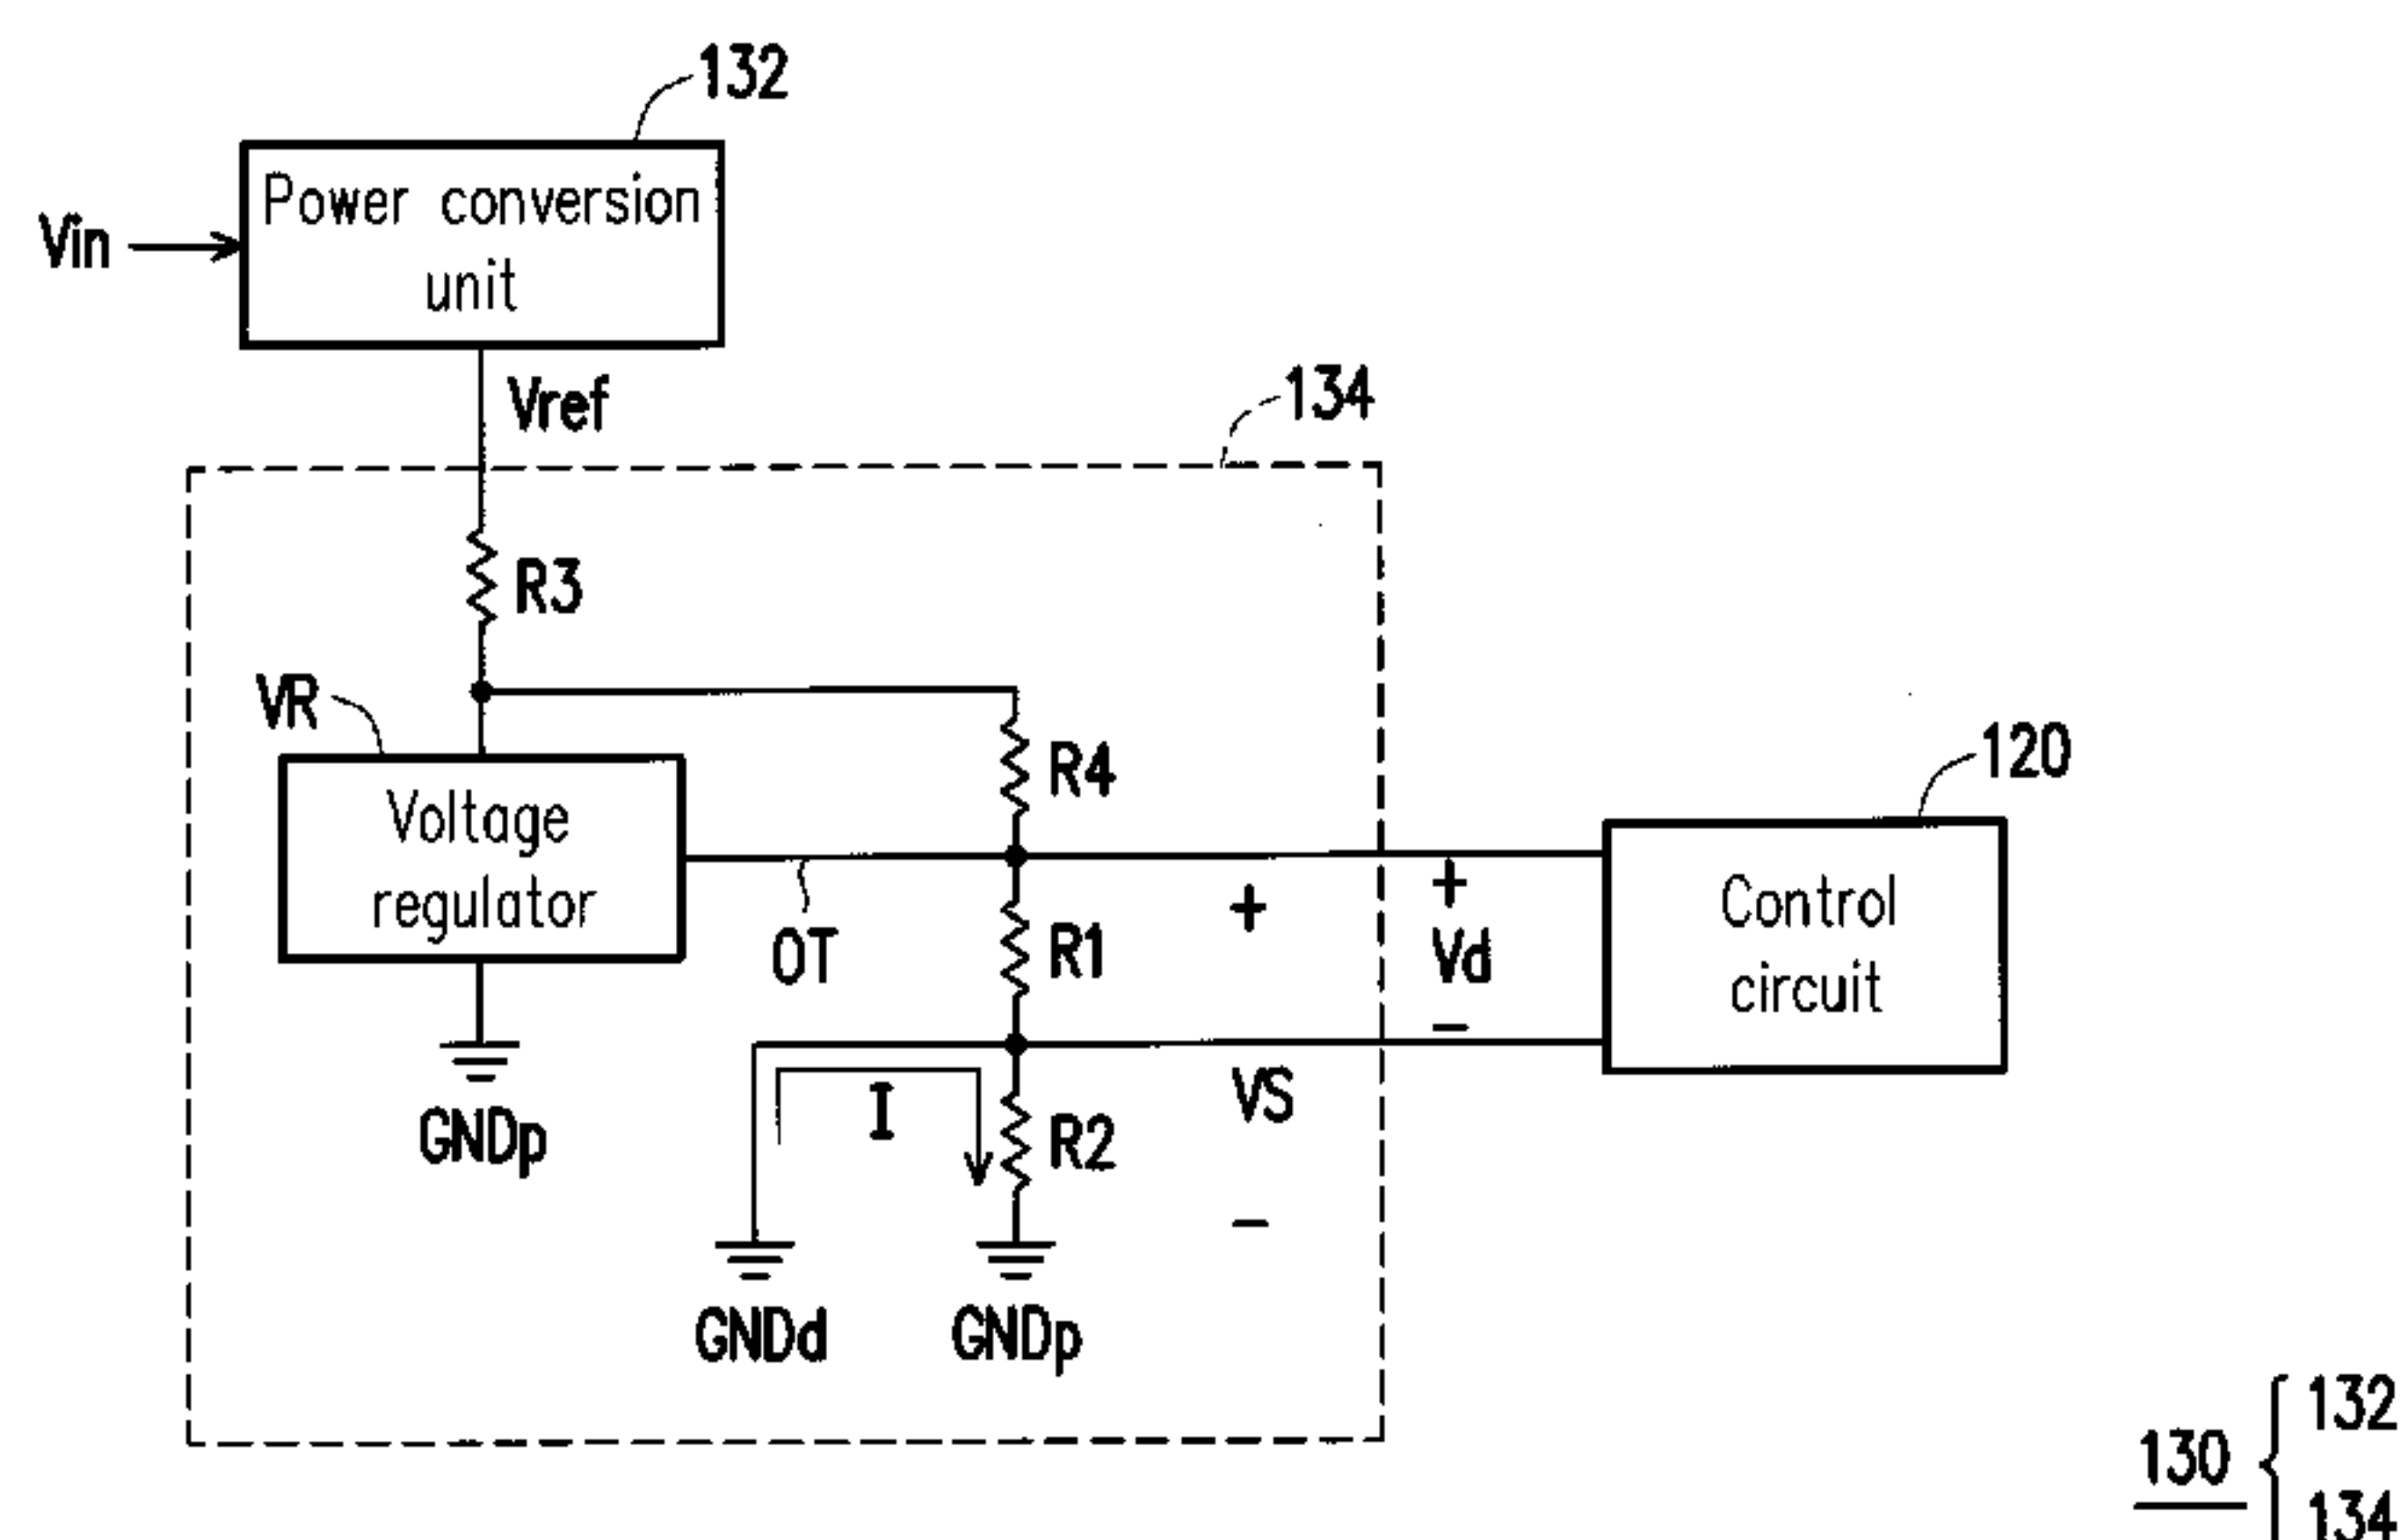 132
Power conversion
unit
Vin
Vref
134
R3
VR
R4
120
Voltage
regulator
OT
R1
+
+
Vd
-
Control
circuit
I
VS
R2
-
GNDp
GNDd
GNDp
130 { 132
134